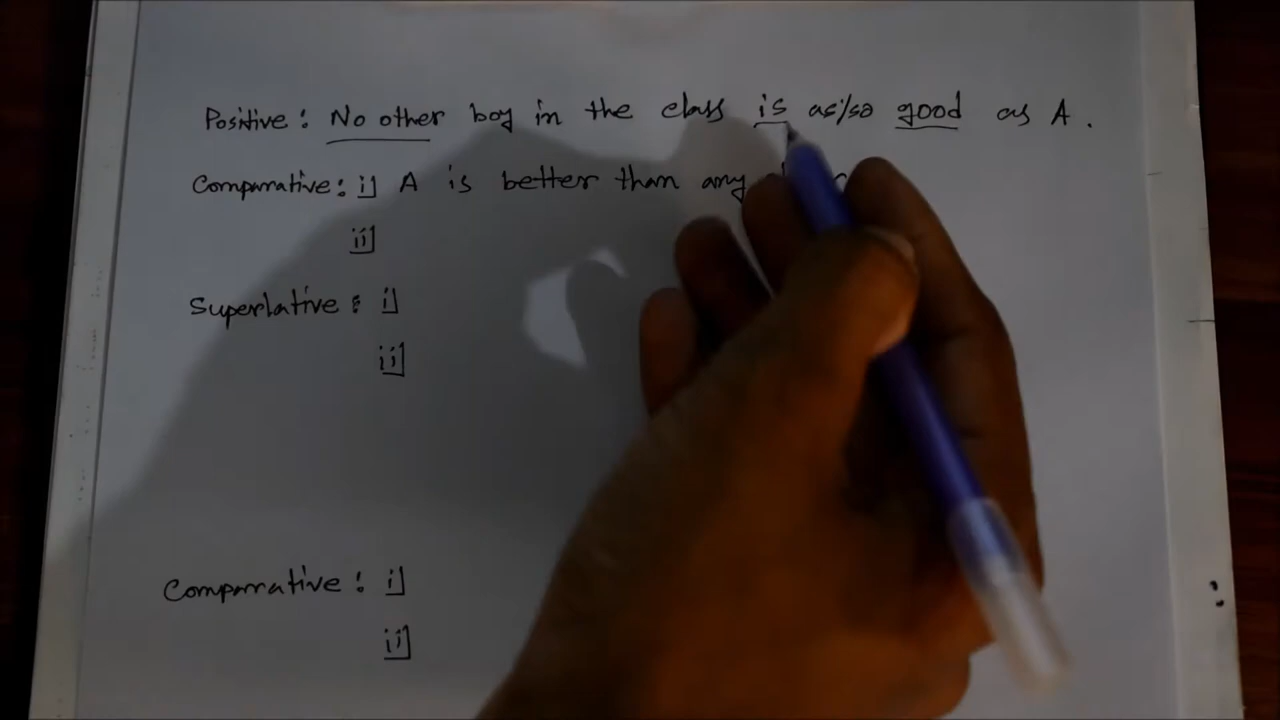 Positive : No other boy in the class is as/so good as A .
Comparative : i] A is better than any
ii]
Superlative : i]
ii]
Comparative : i]
ii]